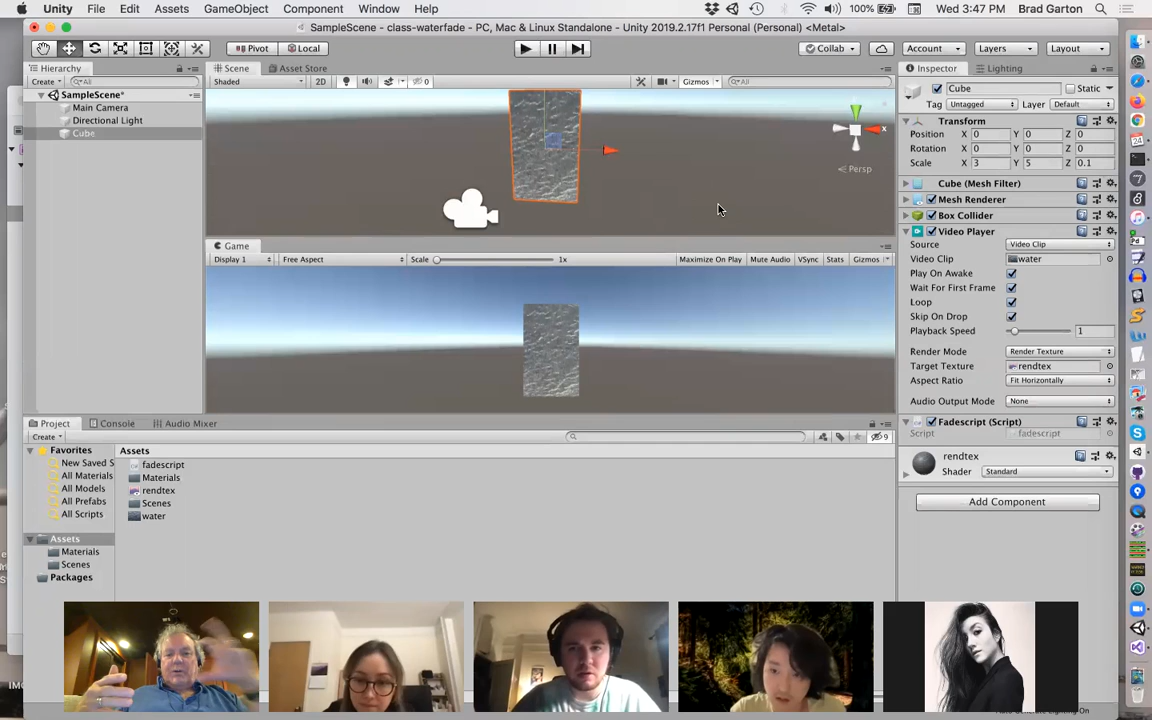 Unity File Edit Assets GameObject Component Window Help 100% Wed 3:47 PM Brad Garton
SampleScene - class-waterfade - PC, Mac & Linux Standalone - Unity 2019.2.17f1 Personal (Personal) <Metal>
Pivot Local Collab Account Layers Layout
Hierarchy
Create All
SampleScene*
Main Camera
Directional Light
Cube
Scene Asset Store
Shaded 2D 0 Gizmos All
x
Persp
Game
Display 1 Free Aspect Scale 1x Maximize On Play Mute Audio VSync Stats Gizmos
Inspector Lighting
Cube Static
Tag Untagged Layer Default
Transform
Position X 0 Y 0 Z 0
Rotation X 0 Y 0 Z 0
Scale X 3 Y 5 Z 0.1
Cube (Mesh Filter)
Mesh Renderer
Box Collider
Video Player
Source Video Clip
Video Clip water
Play On Awake
Wait For First Frame
Loop
Skip On Drop
Playback Speed 1
Render Mode Render Texture
Target Texture rendtex
Aspect Ratio Fit Horizontally
Audio Output Mode None
Fadescript (Script)
Script fadescript
rendtex
Shader Standard
Add Component
Project Console Audio Mixer
Create 9
Favorites
New Saved S
All Materials
All Models
All Prefabs
All Scripts
Assets
Materials
Scenes
Packages
Assets
fadescript
Materials
rendtex
Scenes
water